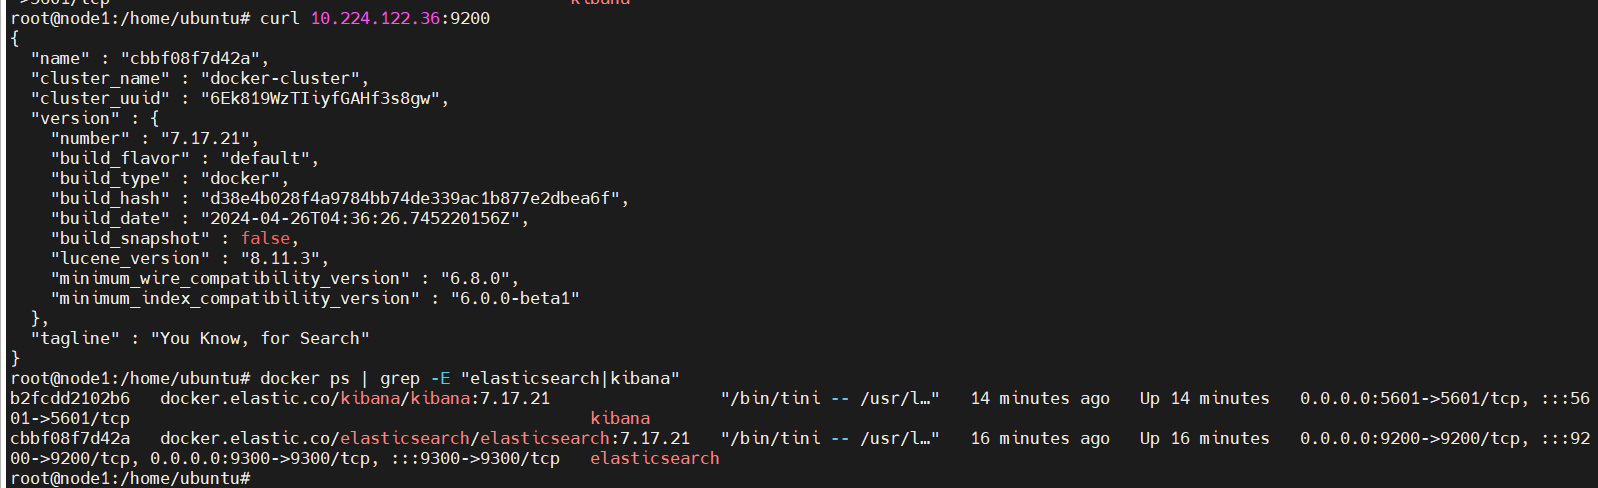 ->5601/tcp kibana
root@node1:/home/ubuntu# curl 10.224.122.36:9200
{
  "name" : "cbbf08f7d42a",
  "cluster_name" : "docker-cluster",
  "cluster_uuid" : "6Ek819WzTIiyfGAHf3s8gw",
  "version" : {
    "number" : "7.17.21",
    "build_flavor" : "default",
    "build_type" : "docker",
    "build_hash" : "d38e4b028f4a9784bb74de339ac1b877e2dbea6f",
    "build_date" : "2024-04-26T04:36:26.745220156Z",
    "build_snapshot" : false,
    "lucene_version" : "8.11.3",
    "minimum_wire_compatibility_version" : "6.8.0",
    "minimum_index_compatibility_version" : "6.0.0-beta1"
  },
  "tagline" : "You Know, for Search"
}
root@node1:/home/ubuntu# docker ps | grep -E "elasticsearch|kibana"
b2fcdd2102b6   docker.elastic.co/kibana/kibana:7.17.21                 "/bin/tini -- /usr/l…"   14 minutes ago   Up 14 minutes   0.0.0.0:5601->5601/tcp, :::56
01->5601/tcp                                              kibana
cbbf08f7d42a   docker.elastic.co/elasticsearch/elasticsearch:7.17.21   "/bin/tini -- /usr/l…"   16 minutes ago   Up 16 minutes   0.0.0.0:9200->9200/tcp, :::92
00->9200/tcp, 0.0.0.0:9300->9300/tcp, :::9300->9300/tcp   elasticsearch
root@node1:/home/ubuntu#